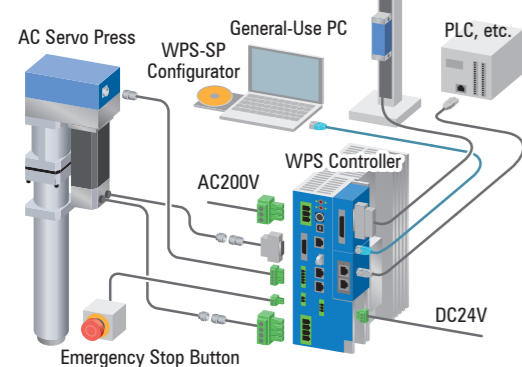 AC Servo Press
General-Use PC
WPS-SP
Configurator
PLC, etc.
WPS Controller
AC200V
DC24V
Emergency Stop Button